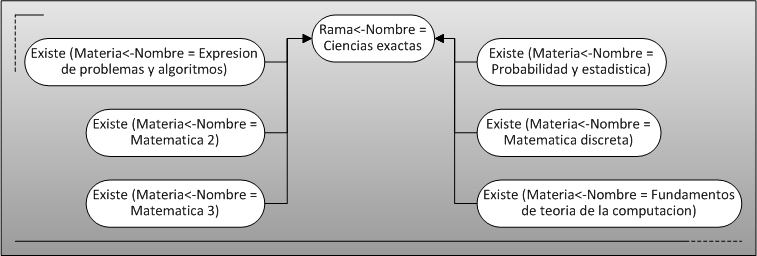 Rama<-Nombre =
Ciencias exactas
Existe (Materia<-Nombre = Expresion
de problemas y algoritmos)
Existe (Materia<-Nombre =
Matematica 2)
Existe (Materia<-Nombre =
Matematica 3)
Existe (Materia<-Nombre =
Probabilidad y estadistica)
Existe (Materia<-Nombre =
Matematica discreta)
Existe (Materia<-Nombre = Fundamentos
de teoria de la computacion)